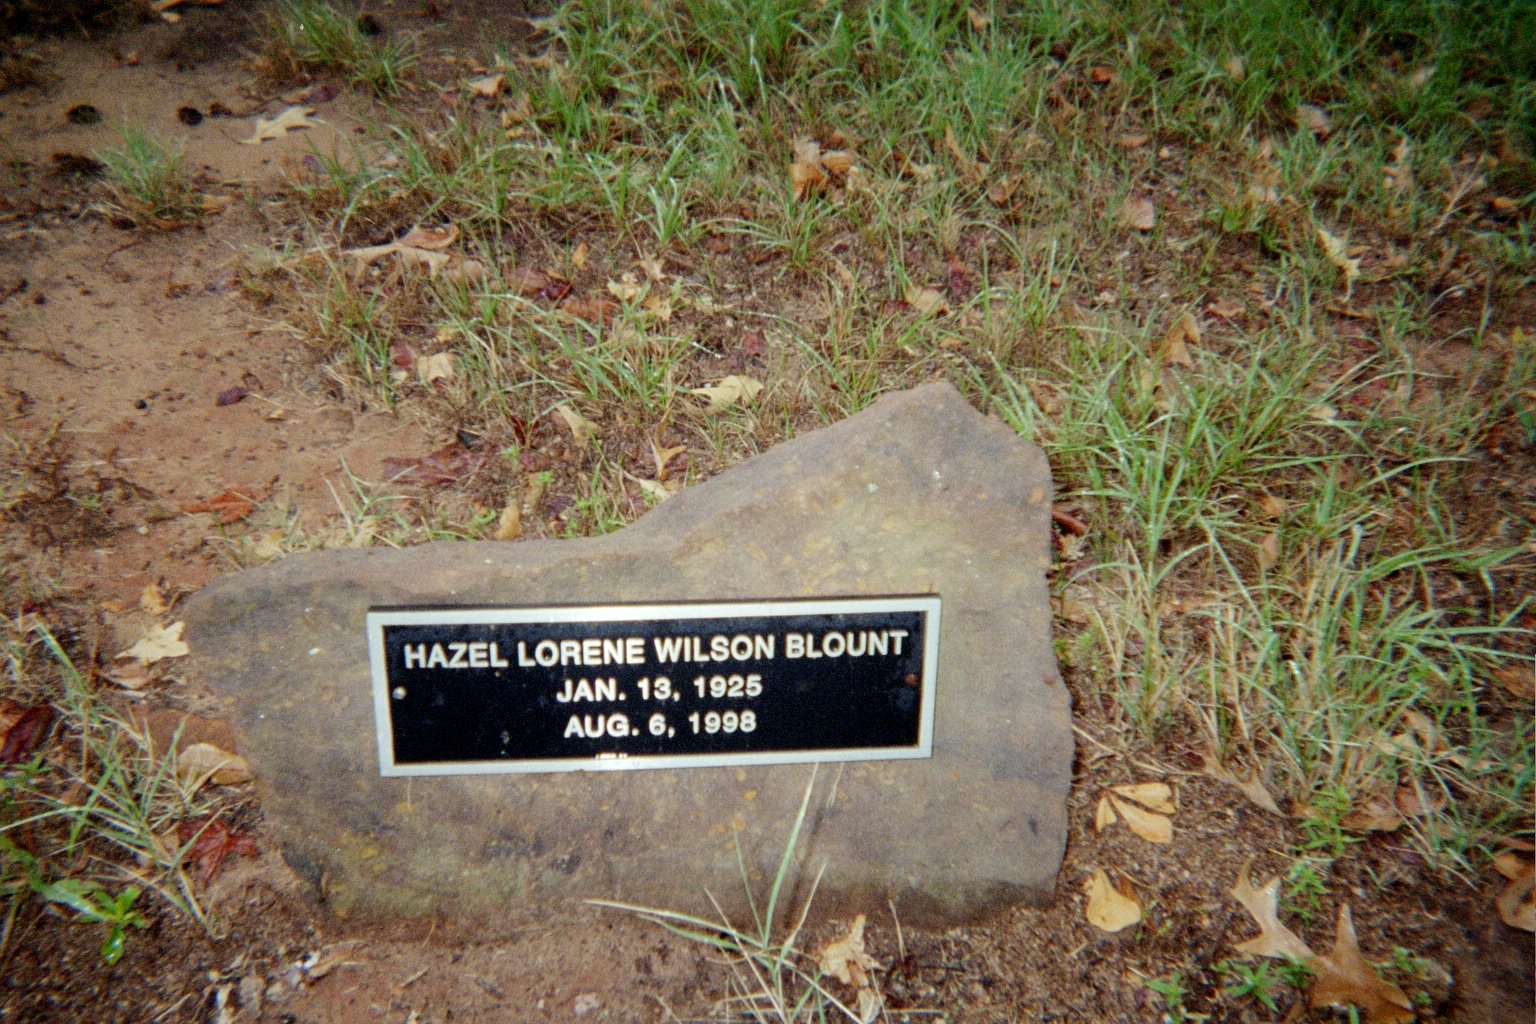 HAZEL LORENE WILSON BLOUNT
JAN. 13, 1925
AUG. 6, 1998